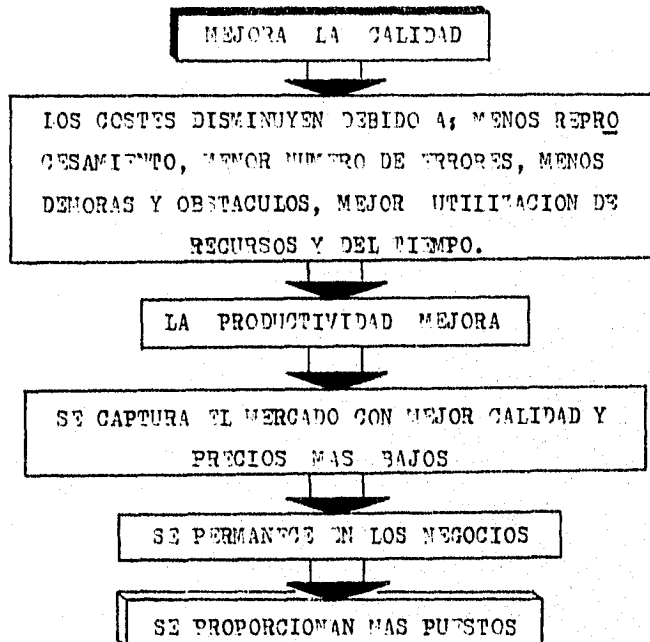 MEJORA LA CALIDAD
LOS COSTES DISMINUYEN DEBIDO A; MENOS REPRO
CESAMIENTO, MENOR NUMERO DE ERRORES, MENOS
DEMORAS Y OBSTACULOS, MEJOR UTILIZACION DE
RECURSOS Y DEL TIEMPO.
LA PRODUCTIVIDAD MEJORA
SE CAPTURA EL MERCADO CON MEJOR CALIDAD Y
PRECIOS MAS BAJOS
SE PERMANECE EN LOS NEGOCIOS
SE PROPORCIONAN MAS PUESTOS